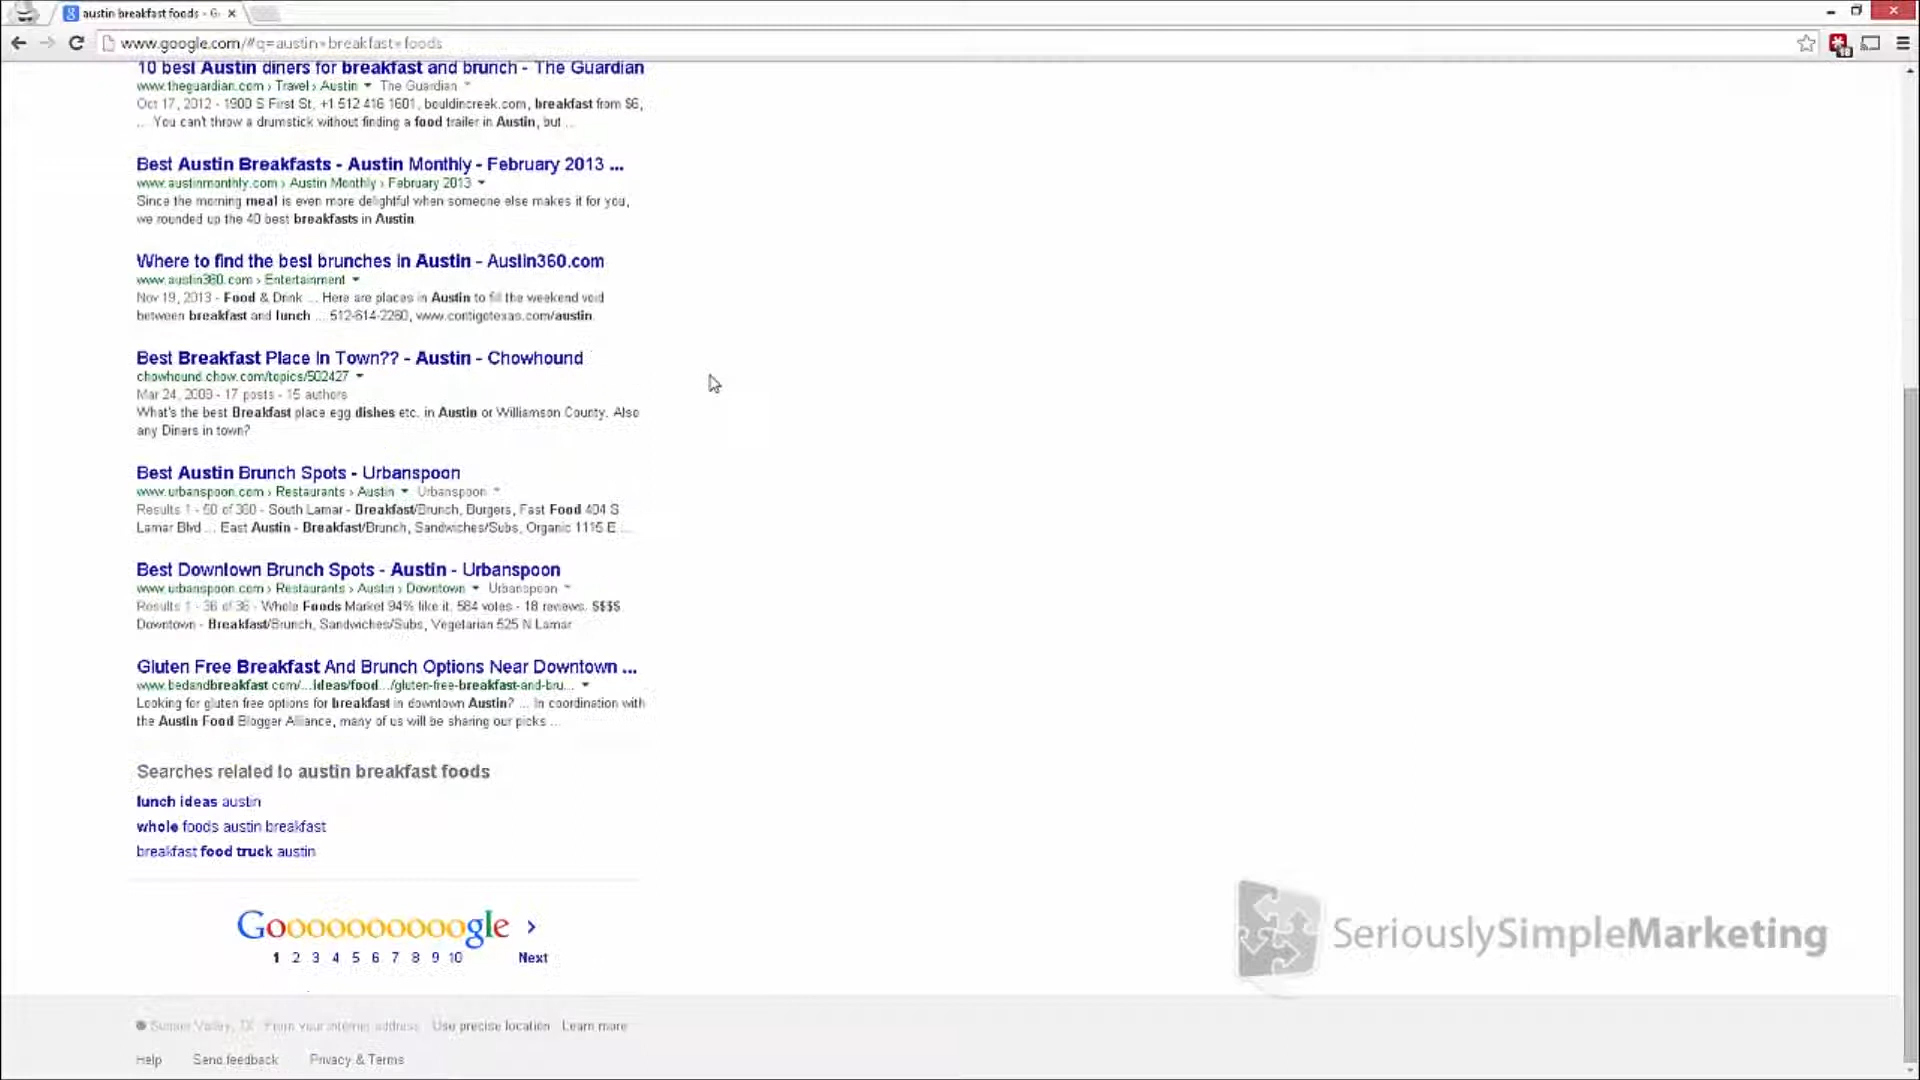 austin breakfast foods - G
www.google.com/#q=austin+breakfast+foods
10 best Austin diners for breakfast and brunch - The Guardian
www.theguardian.com › Travel › Austin ▾ The Guardian
Oct 17, 2012 - 1900 S First St, +1 512 416 1601, bouldincreek.com, breakfast from $6,
... You can't throw a drumstick without finding a food trailer in Austin, but ...
Best Austin Breakfasts - Austin Monthly - February 2013 ...
www.austinmonthly.com › Austin Monthly › February 2013
Since the morning meal is even more delightful when someone else makes it for you,
we rounded up the 40 best breakfasts in Austin
Where to find the best brunches in Austin - Austin360.com
www.austin360.com › Entertainment
Nov 19, 2013 - Food & Drink ... Here are places in Austin to fill the weekend void
between breakfast and lunch ... 512-614-2260, www.contigotexas.com/austin.
Best Breakfast Place In Town?? - Austin - Chowhound
chowhound.chow.com/topics/502427
Mar 24, - 17 posts - 15 authors
What's the best Breakfast place egg dishes etc. in Austin or Williamson County. Also
any Diners in town?
Best Austin Brunch Spots - Urbanspoon
www.urbanspoon.com › Restaurants › Austin ▾ Urbanspoon
Results 1 - 50 of 360 - South Lamar - Breakfast/Brunch, Burgers, Fast Food 404 S
Lamar Blvd ... East Austin - Breakfast/Brunch, Sandwiches/Subs, Organic 1115 E ...
Best Downtown Brunch Spots - Austin - Urbanspoon
www.urbanspoon.com › Restaurants › Austin › Downtown ▾ Urbanspoon
Results 1 - 36 of 36 - Whole Foods Market 94% like it, 584 votes - 18 reviews. $$$$
Downtown - Breakfast/Brunch, Sandwiches/Subs, Vegetarian 525 N Lamar
Gluten Free Breakfast And Brunch Options Near Downtown ...
www.bedandbreakfast.com/...ideas/food.../gluten-free-breakfast-and-bru...
Looking for gluten free options for breakfast in downtown Austin? ... In coordination with
the Austin Food Blogger Alliance, many of us will be sharing our picks ...
Searches related to austin breakfast foods
lunch ideas austin
whole foods austin breakfast
breakfast food truck austin
Goooooooooogle >
1 2 3 4 5 6 7 8 9 10 Next
SeriouslySimpleMarketing
Sunset Valley, TX From your internet address Use precise location Learn more
Help Send feedback Privacy & Terms